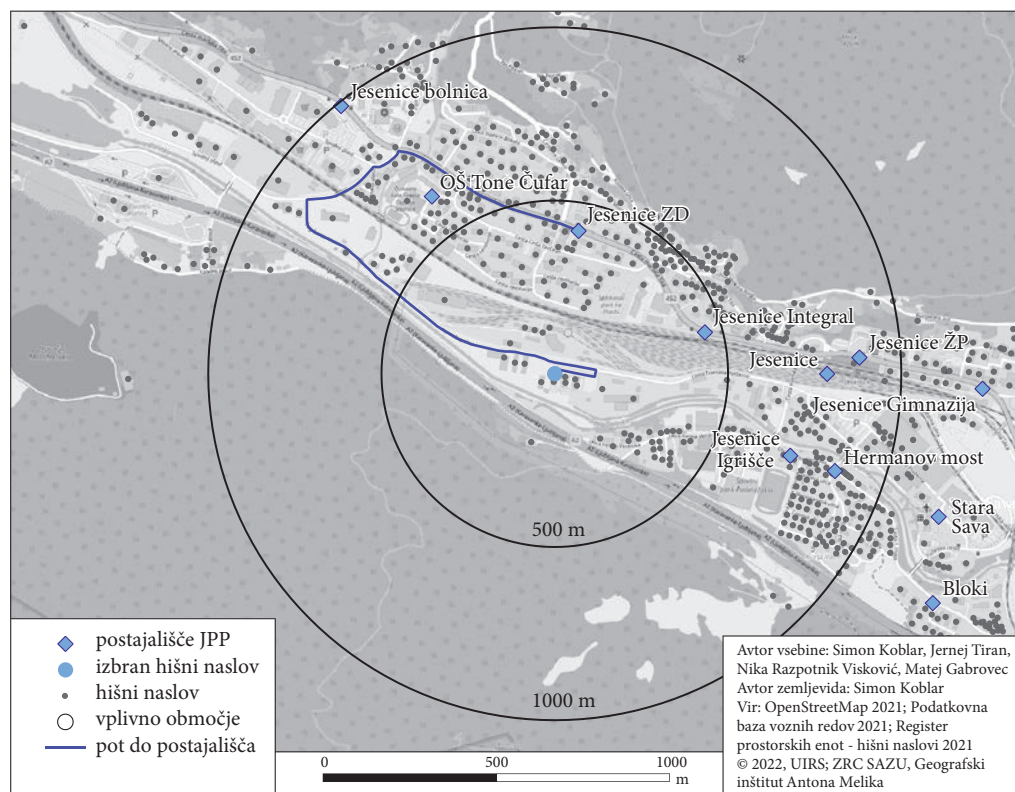 Jesenice bolnica
OŠ Tone Čufar
Jesenice ZD
Jesenice Integral
Jesenice ŽP
Jesenice
Jesenice Gimnazija
Jesenice
Igrišče
Hermanov most
Stara
Sava
Bloki
500 m
1000 m
postajališče JPP
izbran hišni naslov
hišni naslov
vplivno območje
pot do postajališča
0 500 1000
m
Avtor vsebine: Simon Koblar, Jernej Tiran,
Nika Razpotnik Visković, Matej Gabrovec
Avtor zemljevida: Simon Koblar
Vir: OpenStreetMap 2021; Podatkovna
baza voznih redov 2021; Register
prostorskih enot - hišni naslovi 2021
© 2022, UIRS; ZRC SAZU, Geografski
inštitut Antona Melika